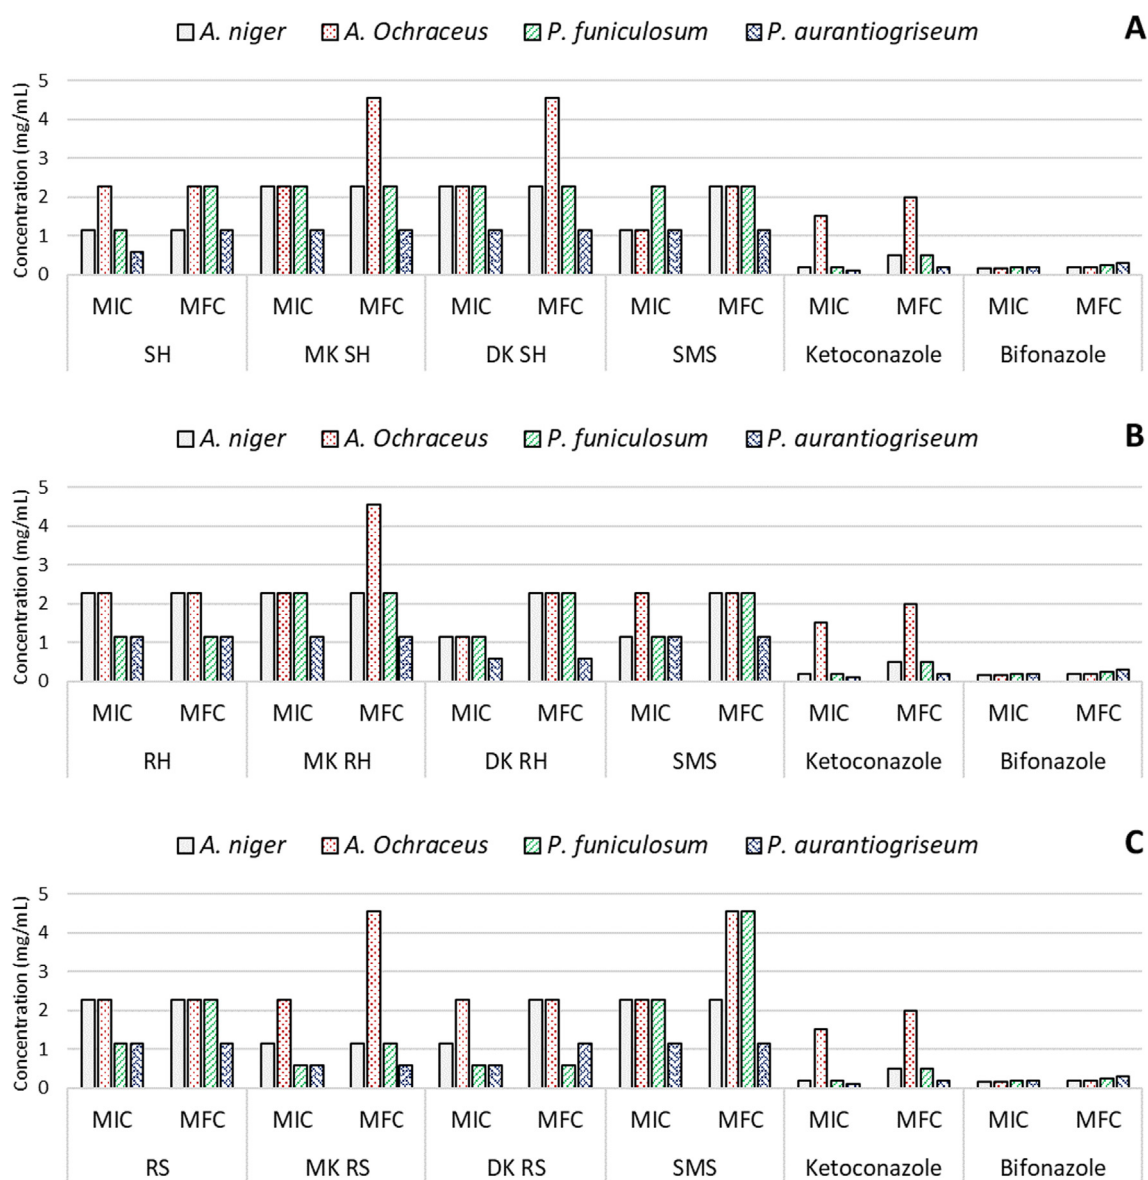 A. niger A. Ochraceus P. funiculosum P. aurantiogriseum A
Concentration (mg/mL)
5
4
3
2
1
0
MIC MFC MIC MFC MIC MFC MIC MFC MIC MFC MIC MFC
SH MK SH DK SH SMS Ketoconazole Bifonazole
A. niger A. Ochraceus P. funiculosum P. aurantiogriseum B
Concentration (mg/mL)
5
4
3
2
1
0
MIC MFC MIC MFC MIC MFC MIC MFC MIC MFC MIC MFC
RH MK RH DK RH SMS Ketoconazole Bifonazole
A. niger A. Ochraceus P. funiculosum P. aurantiogriseum C
Concentration (mg/mL)
5
4
3
2
1
0
MIC MFC MIC MFC MIC MFC MIC MFC MIC MFC MIC MFC
RS MK RS DK RS SMS Ketoconazole Bifonazole